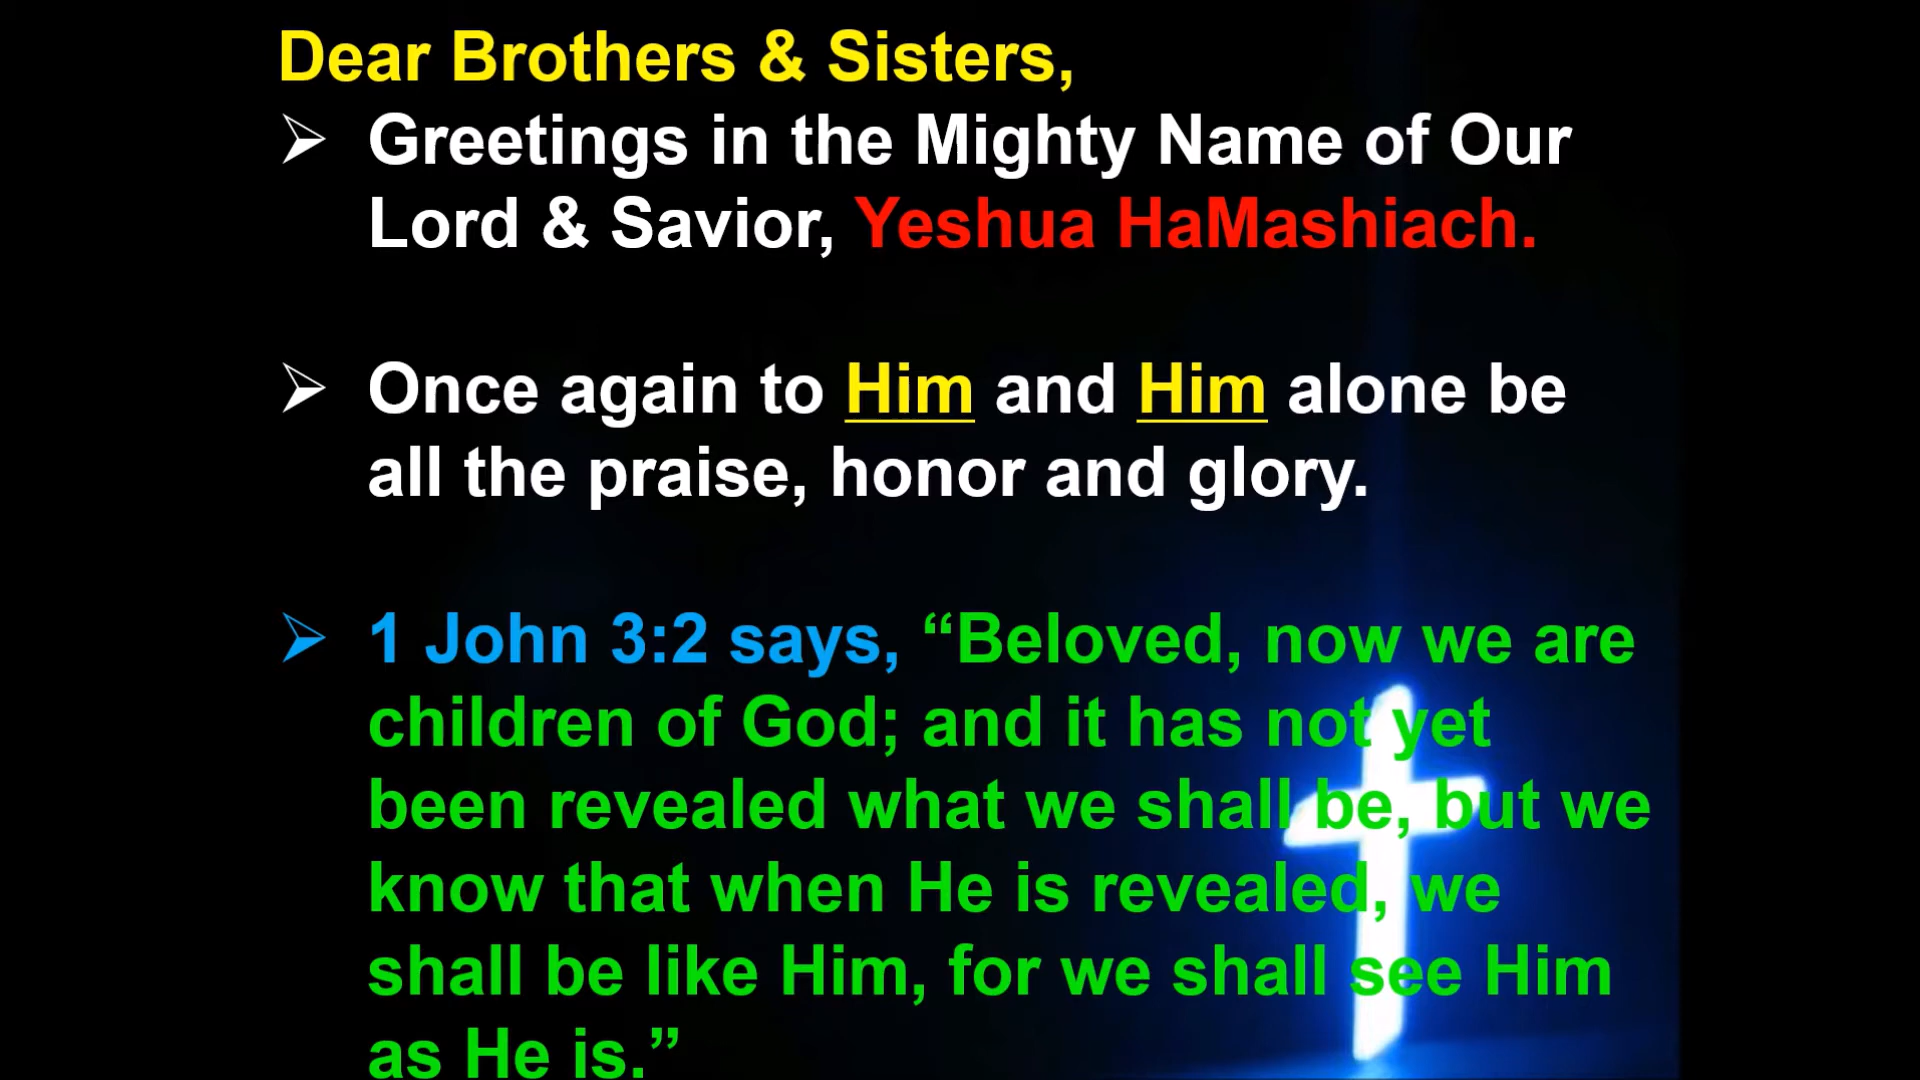 Dear Brothers & Sisters,
➢ Greetings in the Mighty Name of Our
Lord & Savior, Yeshua HaMashiach.
➢ Once again to Him and Him alone be
all the praise, honor and glory.
➢ 1 John 3:2 says, “Beloved, now we are
children of God; and it has not yet
been revealed what we shall be, but we
know that when He is revealed, we
shall be like Him, for we shall see Him
as He is.”